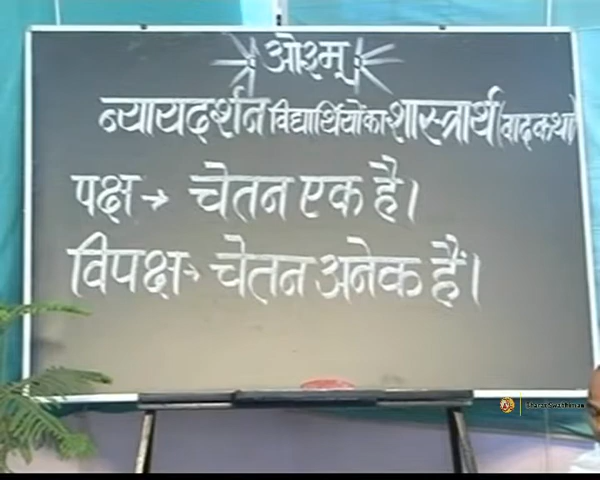 ओ३म्
न्यायदर्शन विद्यार्थियों का शास्त्रार्थ (वादकथा)
पक्ष → चेतन एक है।
विपक्ष → चेतन अनेक हैं।